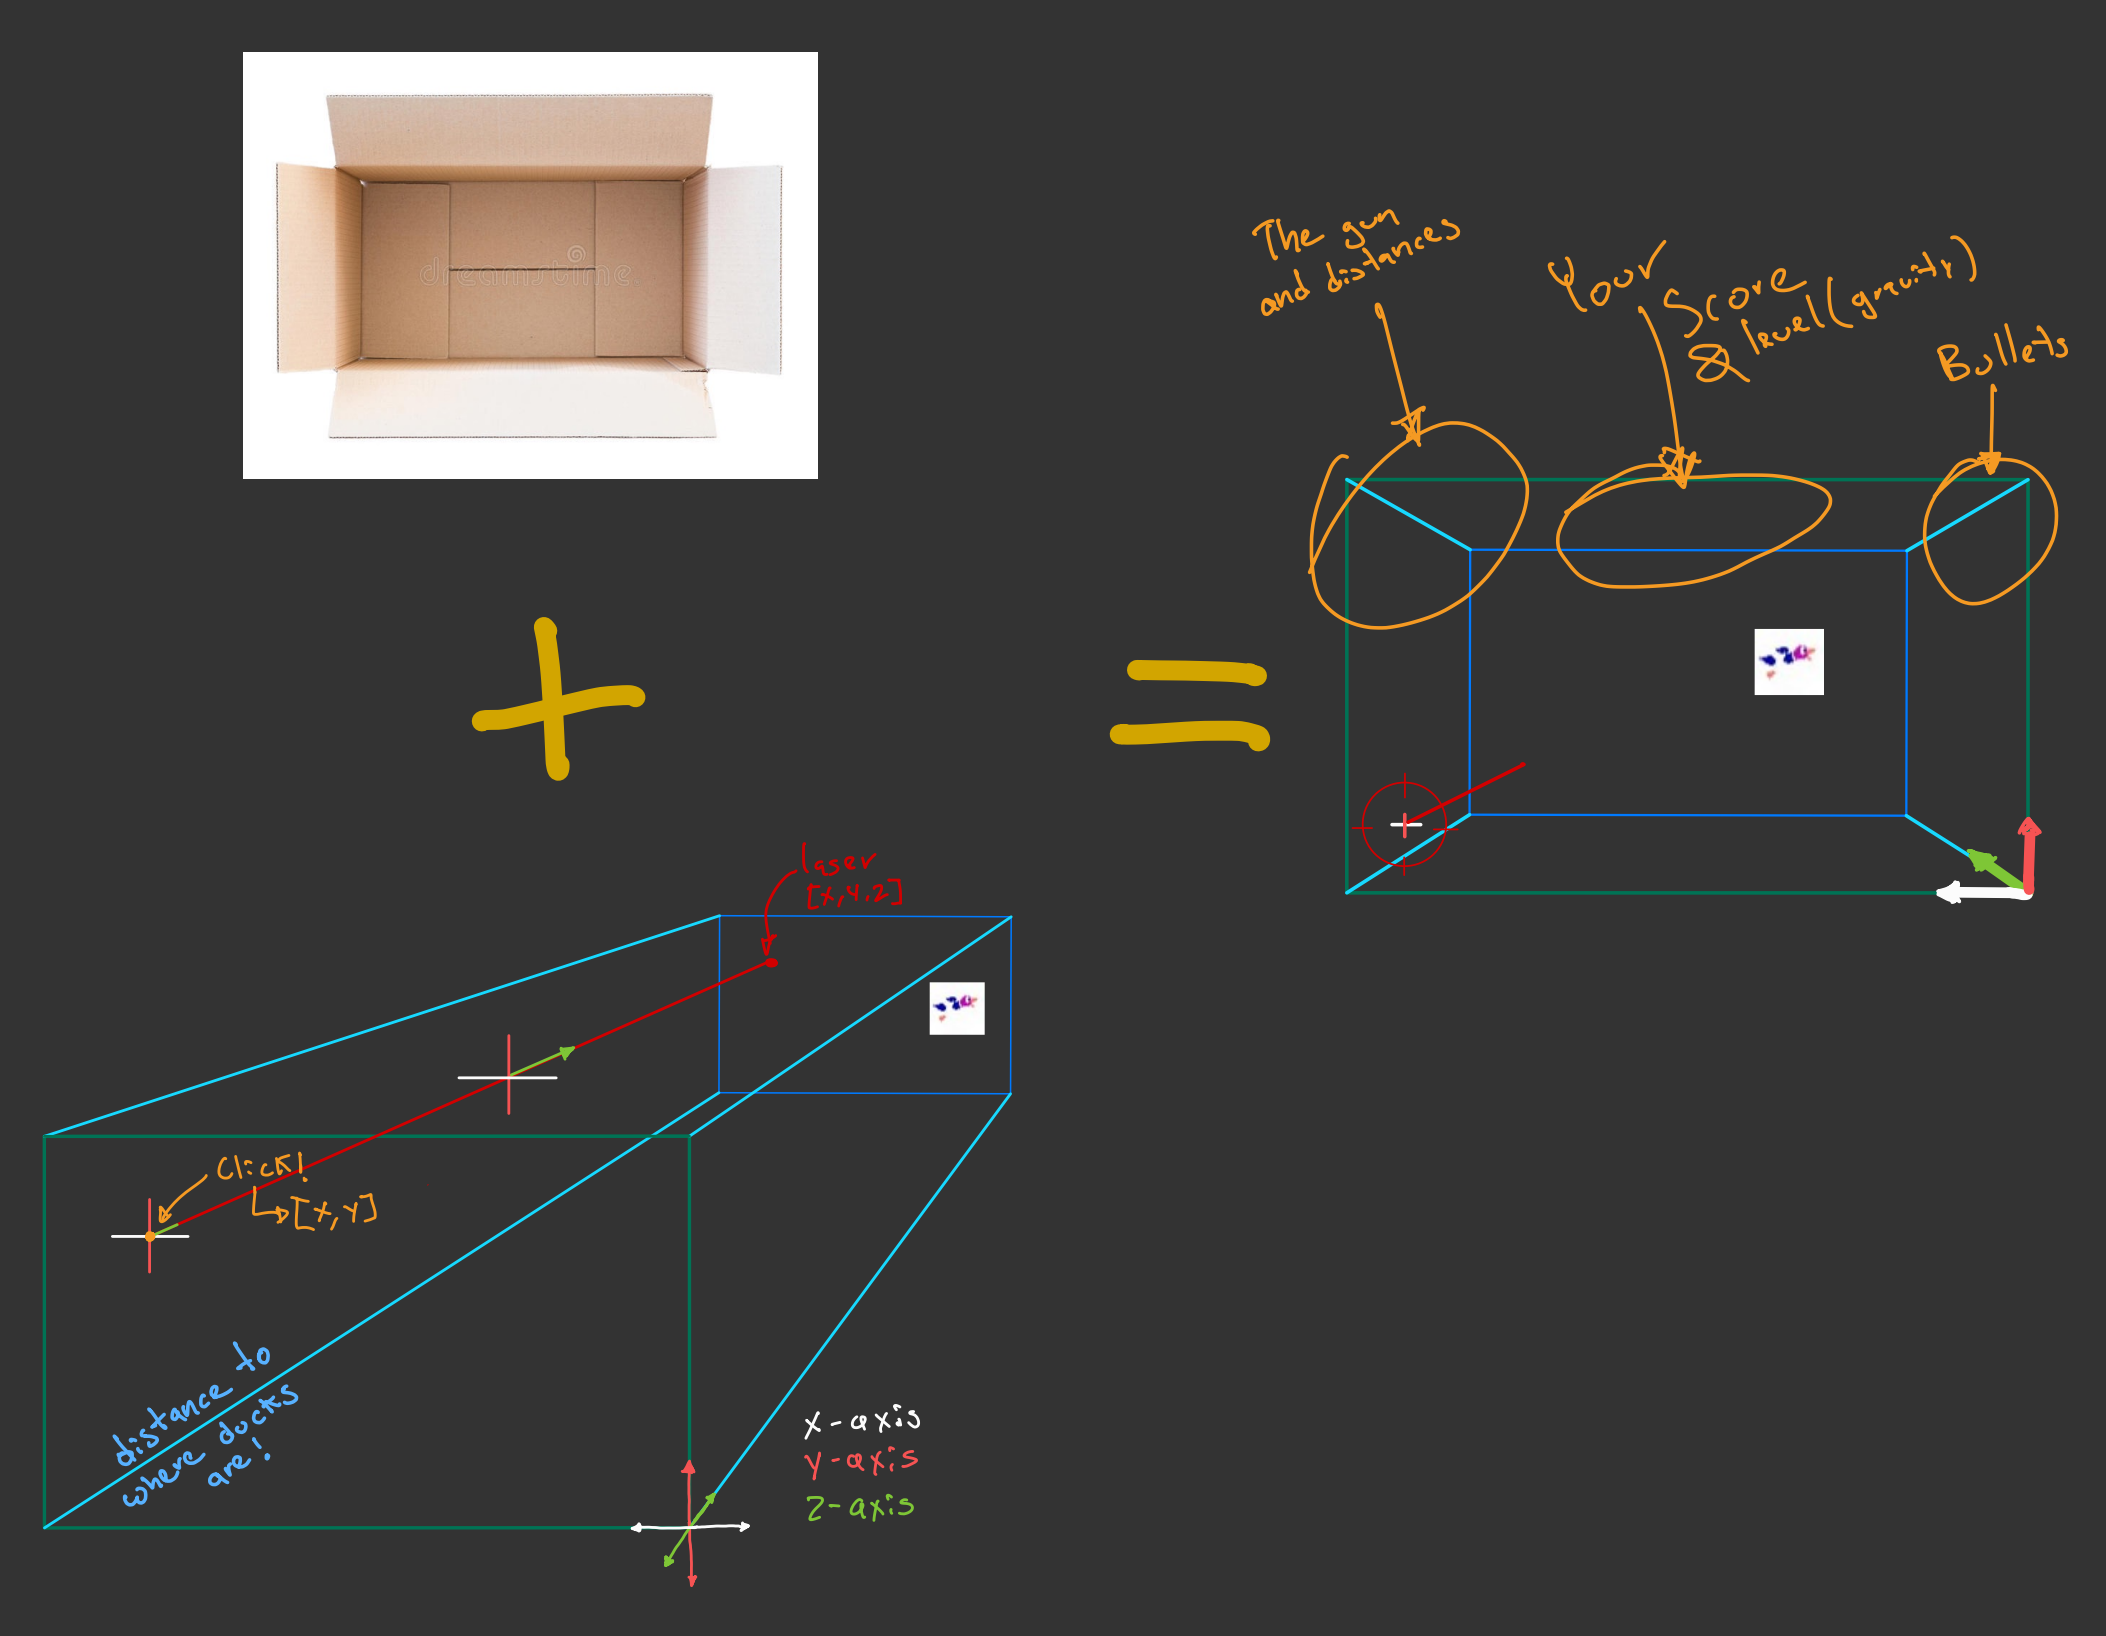 dreamstime
The gun
and distances
Your
Score
& level (gravity)
Bullets
laser
[x,y,z]
Click!
[x,y]
distance to
where ducks
are!
x-axis
y-axis
z-axis